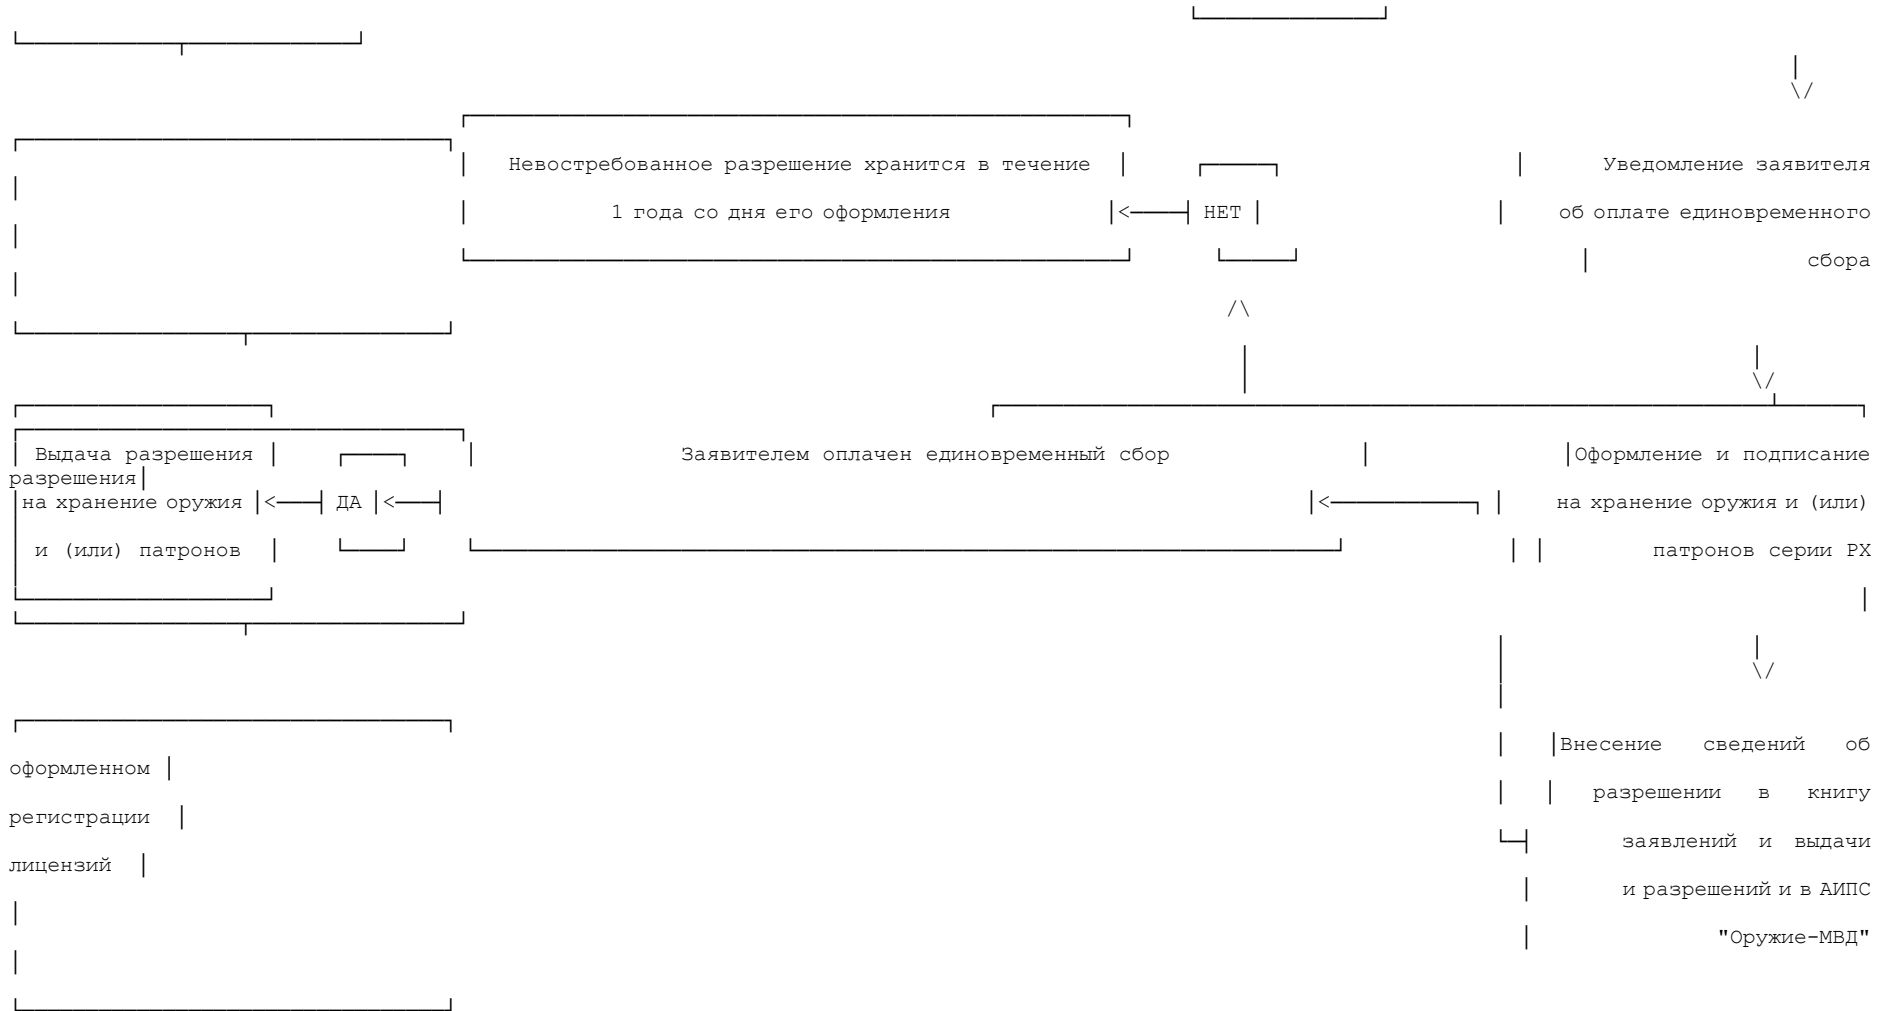 Невостребованное разрешение хранится в течение Уведомление заявителя
1 года со дня его оформления НЕТ об оплате единовременного
сбора
Выдача разрешения Заявителем оплачен единовременный сбор Оформление и подписание
разрешения
на хранение оружия ДА на хранение оружия и (или)
и (или) патронов патронов серии РХ
Внесение сведений об
оформленном
разрешении в книгу
регистрации
заявлений и выдачи
лицензий
и разрешений и в АИПС
"Оружие-МВД"